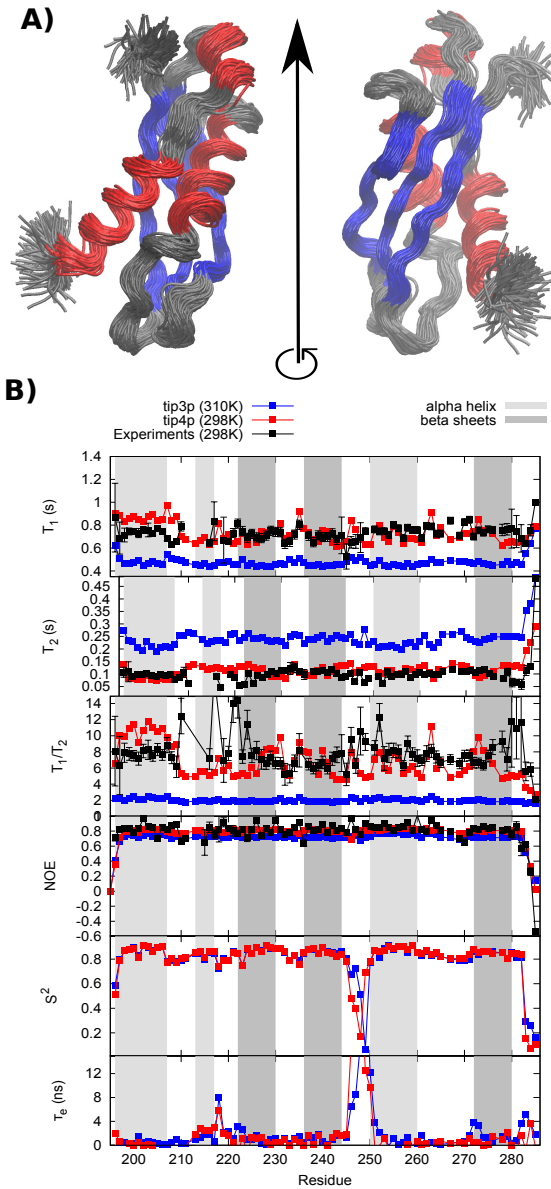 A)
B)
tip3p (310K)
tip4p (298K)
Experiments (298K)
alpha helix
beta sheets
T1 (s)
1.4
1.2
1
0.8
0.6
0.4
T2 (s)
0.45
0.4
0.35
0.3
0.25
0.2
0.15
0.1
0.05
T1/T2
14
12
10
8
6
4
2
0
NOE
0.8
0.6
0.4
0.2
0
-0.2
-0.4
-0.6
S2
0.8
0.6
0.4
0.2
τe (ns)
12
8
4
0
200 210 220 230 240 250 260 270 280
Residue